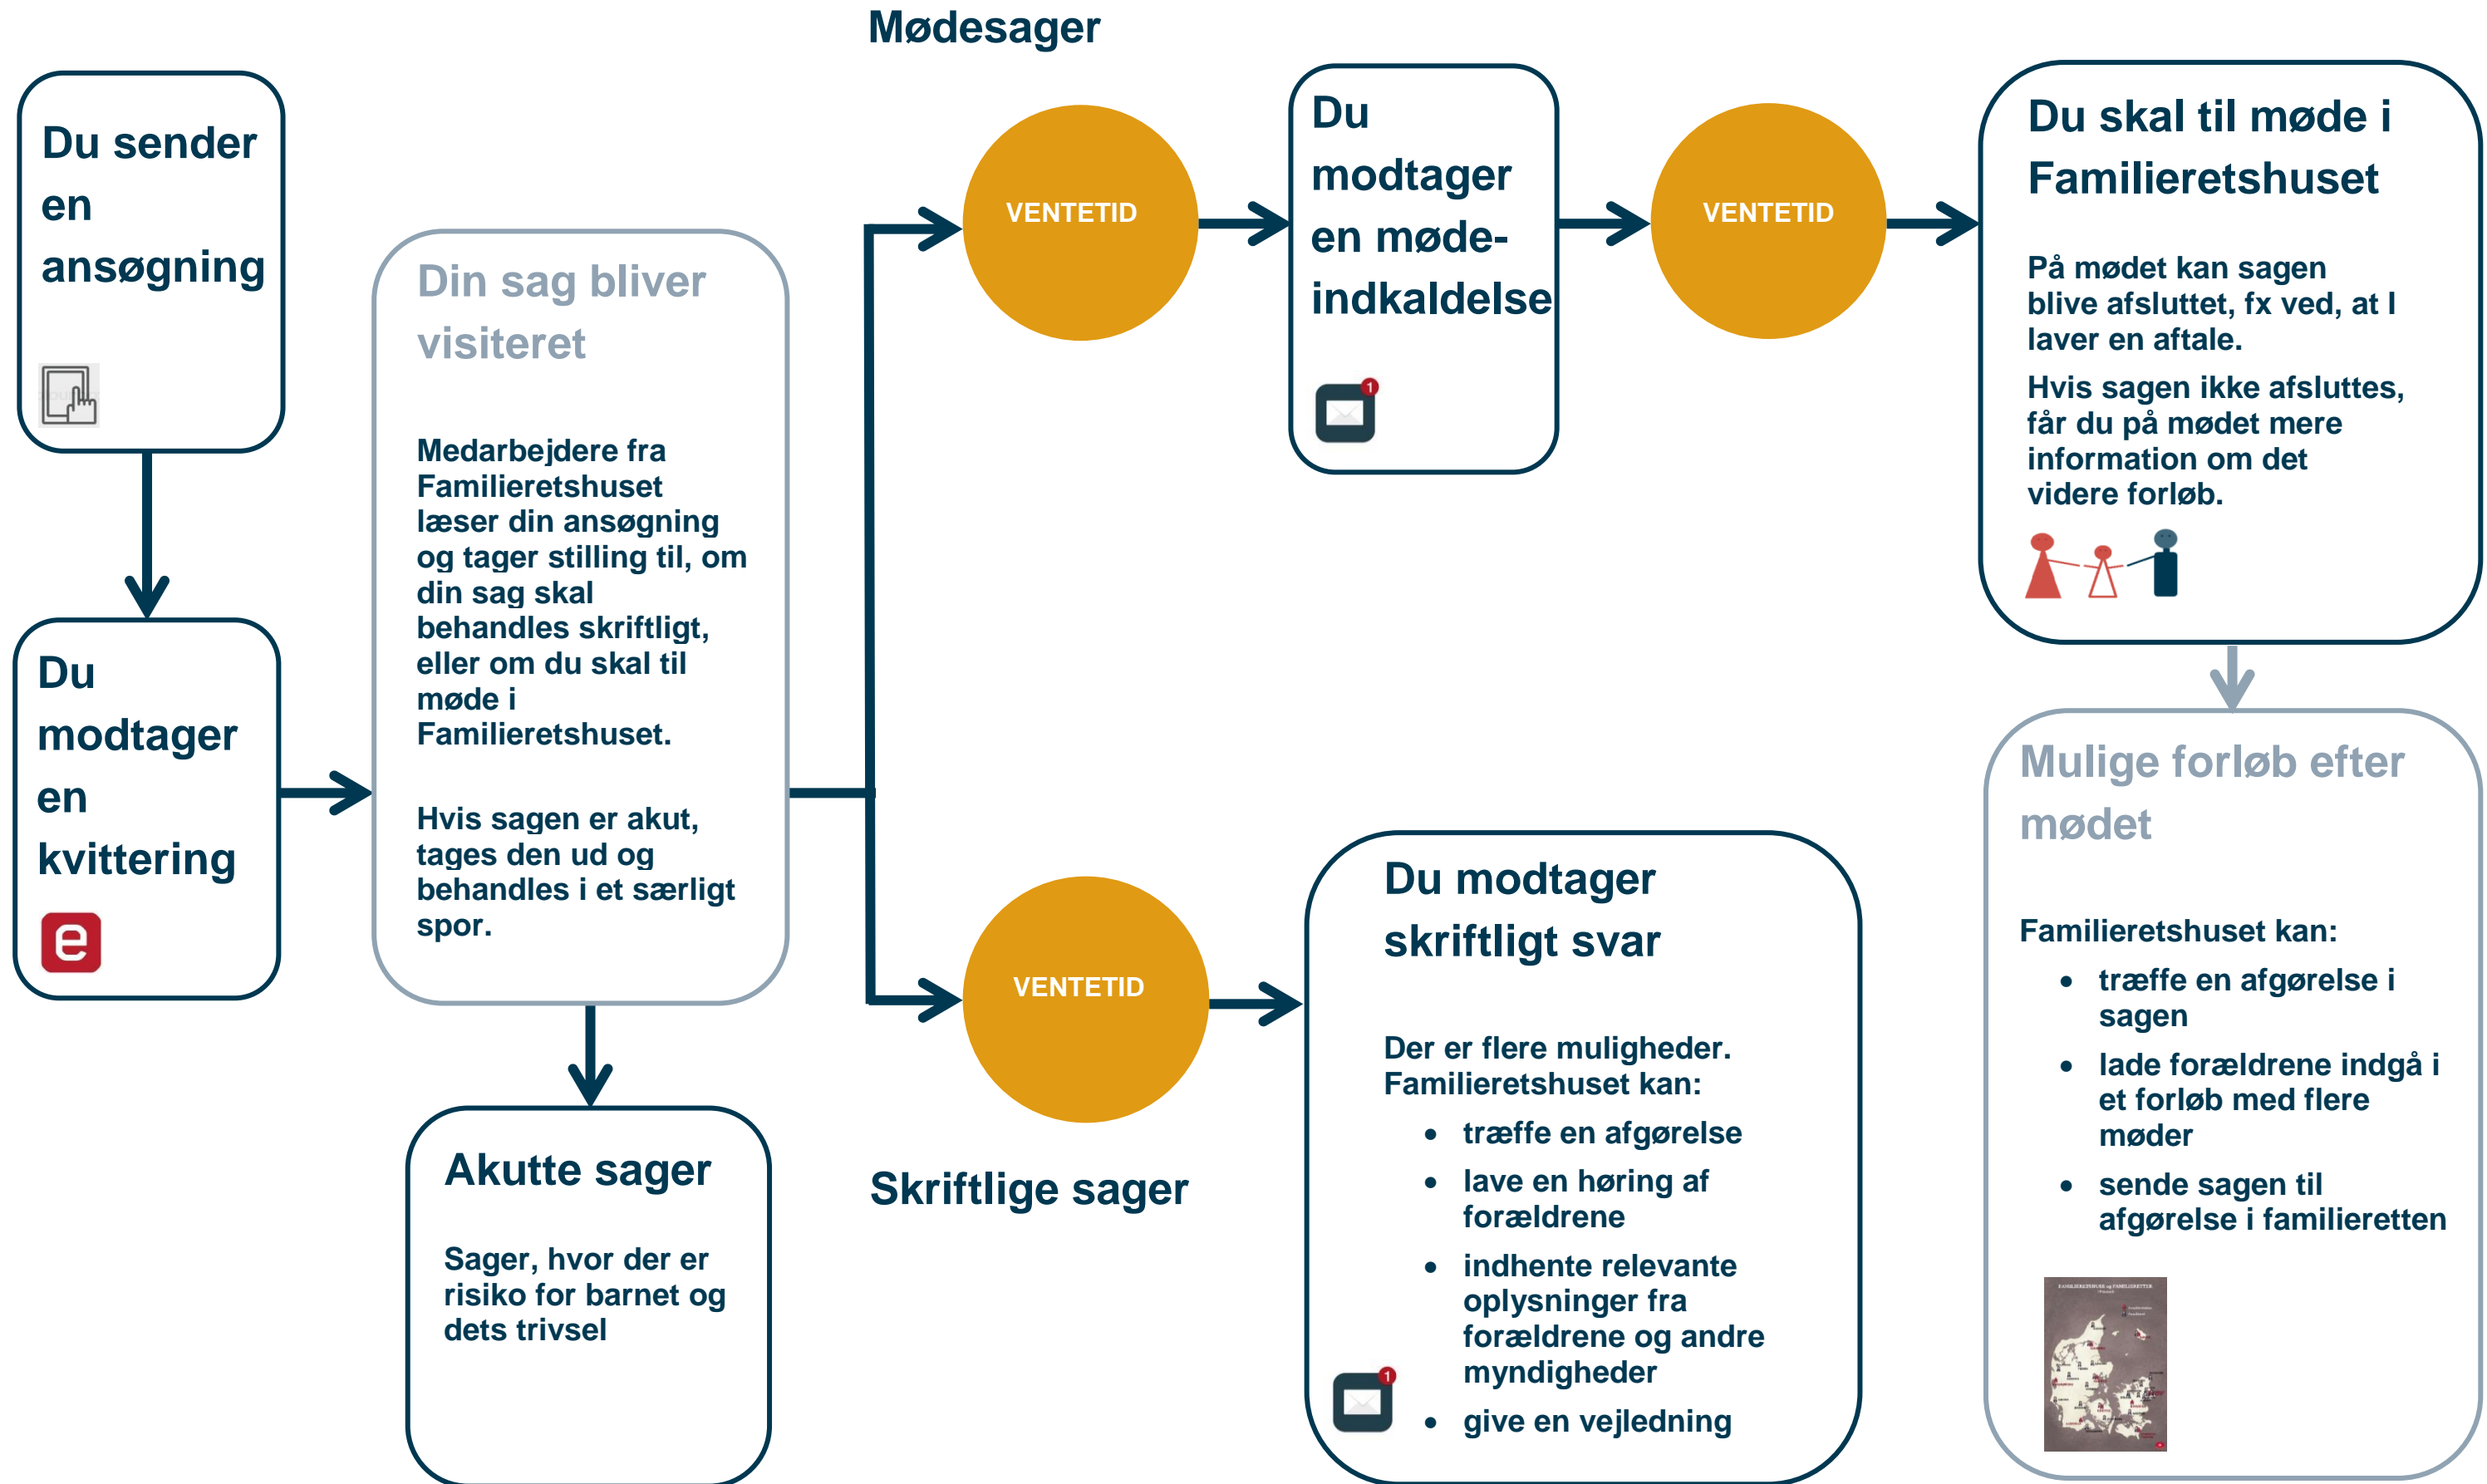 Mødesager
Du sender
en
ansøgning
Du
modtager
en
kvittering
e
Din sag bliver
visiteret
Medarbejdere fra
Familieretshuset
læser din ansøgning
og tager stilling til, om
din sag skal
behandles skriftligt,
eller om du skal til
møde i
Familieretshuset.
Hvis sagen er akut,
tages den ud og
behandles i et særligt
spor.
Akutte sager
Sager, hvor der er
risiko for barnet og
dets trivsel
VENTETID
Du
modtager
en møde-
indkaldelse
1
VENTETID
Du skal til møde i
Familieretshuset
På mødet kan sagen
blive afsluttet, fx ved, at I
laver en aftale.
Hvis sagen ikke afsluttes,
får du på mødet mere
information om det
videre forløb.
Mulige forløb efter
mødet
Familieretshuset kan:
• træffe en afgørelse i
sagen
• lade forældrene indgå i
et forløb med flere
møder
• sende sagen til
afgørelse i familieretten
VENTETID
Skriftlige sager
Du modtager
skriftligt svar
Der er flere muligheder.
Familieretshuset kan:
• træffe en afgørelse
• lave en høring af
forældrene
• indhente relevante
oplysninger fra
forældrene og andre
myndigheder
• give en vejledning
1